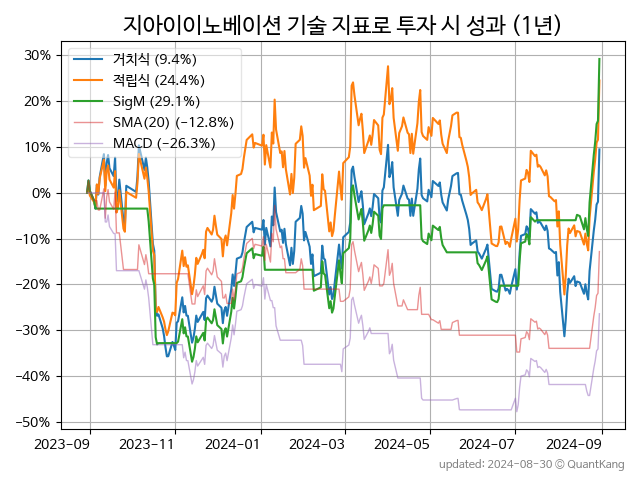 지아이이노베이션 기술 지표로 투자 시 성과 (1년)
30%
20%
10%
0%
−10%
−20%
−30%
−40%
−50%
거치식 (9.4%)
적립식 (24.4%)
SigM (29.1%)
SMA(20) (−12.8%)
MACD (−26.3%)
2023-09
2023-11
2024-01
2024-03
2024-05
2024-07
2024-09
updated: 2024-08-30 © QuantKang